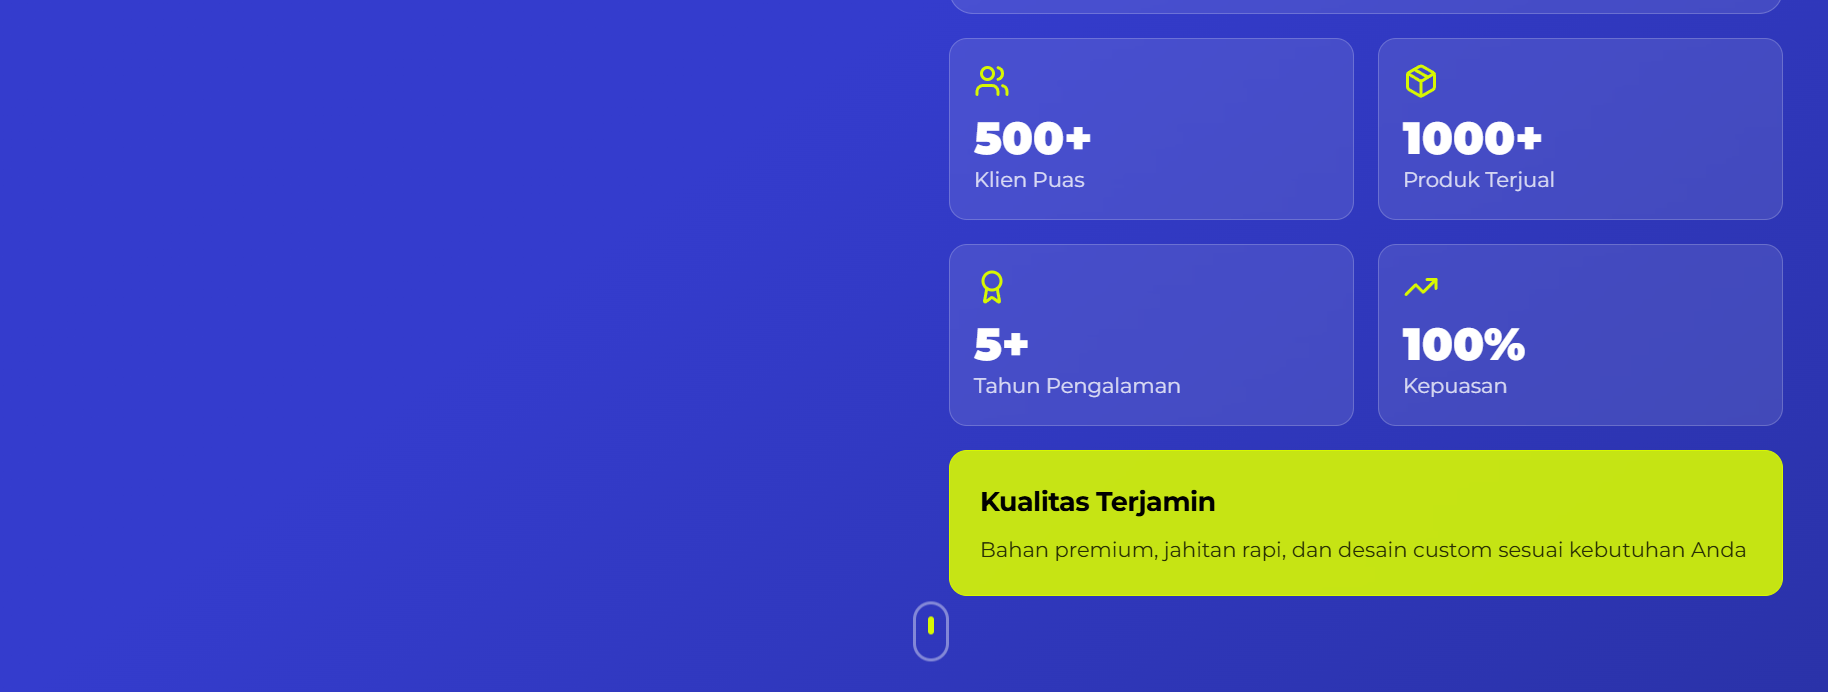 500+
Klien Puas
1000+
Produk Terjual
5+
Tahun Pengalaman
100%
Kepuasan
Kualitas Terjamin
Bahan premium, jahitan rapi, dan desain custom sesuai kebutuhan Anda